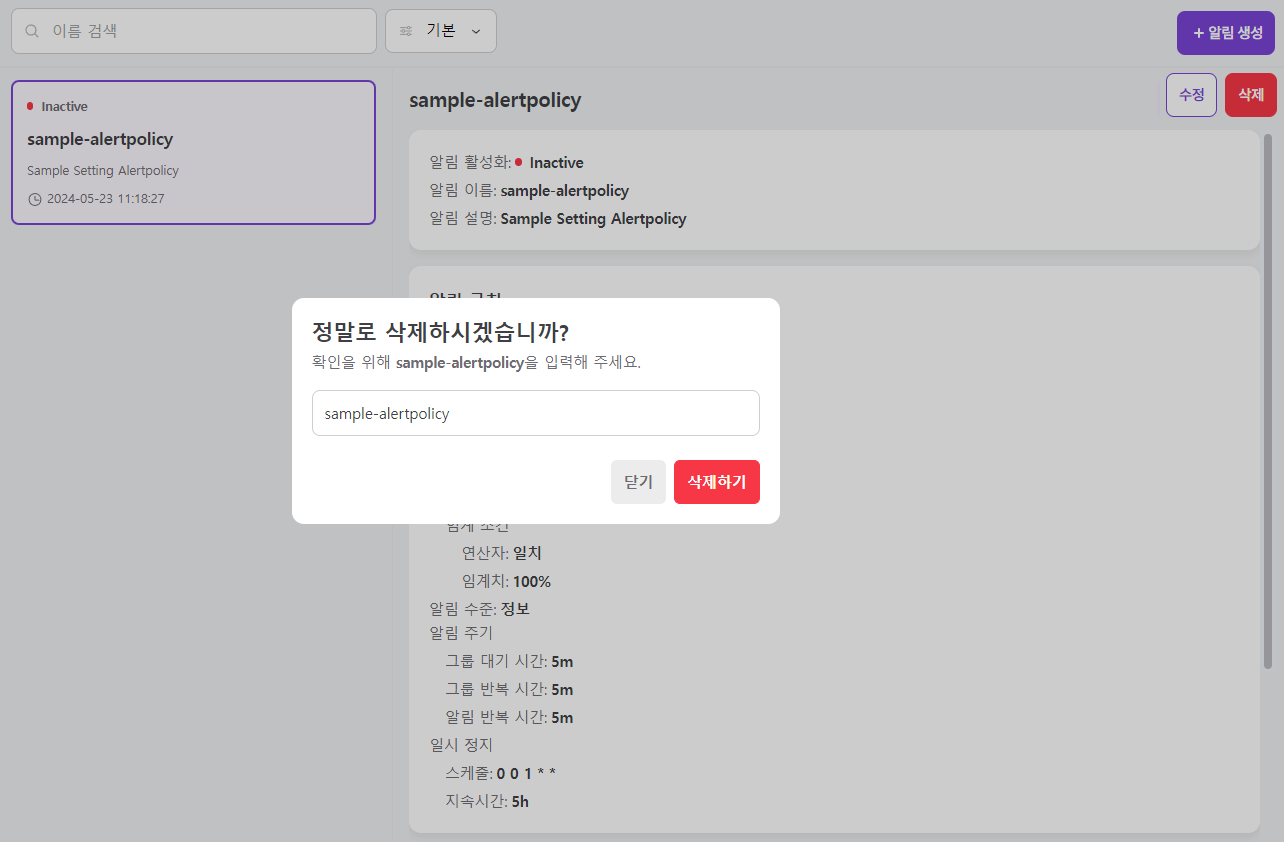 이름 검색
기본
+ 알림 생성
Inactive
sample-alertpolicy
Sample Setting Alertpolicy
2024-05-23 11:18:27
sample-alertpolicy
수정
삭제
알림 활성화: Inactive
알림 이름: sample-alertpolicy
알림 설명: Sample Setting Alertpolicy
정말로 삭제하시겠습니까?
확인을 위해 sample-alertpolicy을 입력해 주세요.
sample-alertpolicy
닫기
삭제하기
임계 조건
연산자: 일치
임계치: 100%
알림 수준: 정보
알림 주기
그룹 대기 시간: 5m
그룹 반복 시간: 5m
알림 반복 시간: 5m
일시 정지
스케줄: 0 0 1 * *
지속시간: 5h